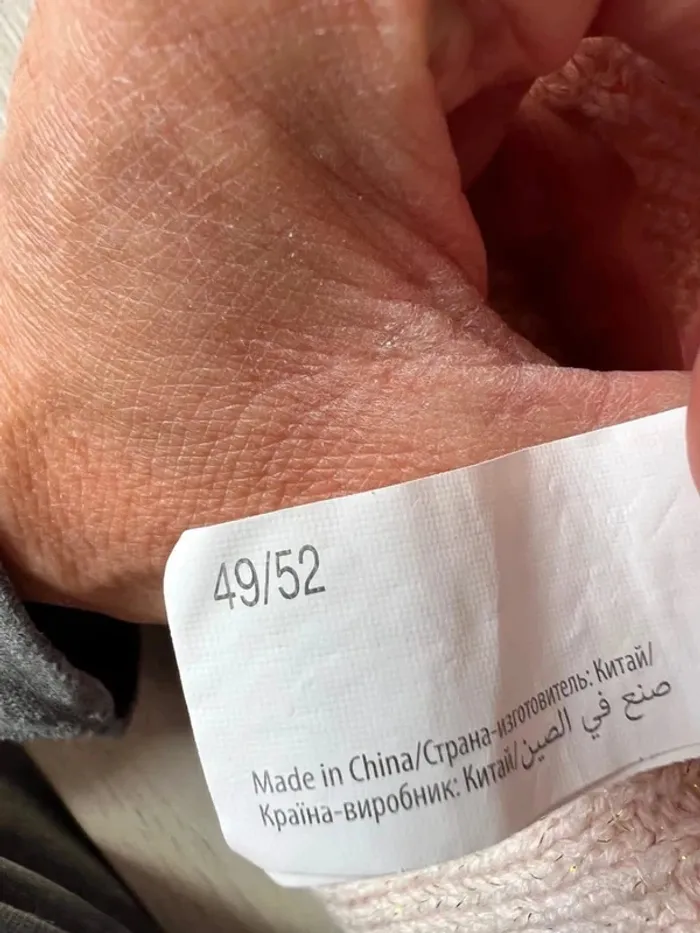 49/52
Made in China/Страна-изготовитель: Китай/
Країна-виробник: Китай/صنع في الصين